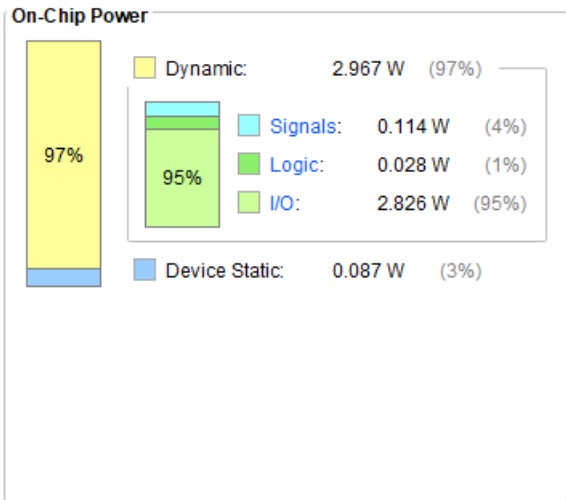 On-Chip Power
Dynamic: 2.967 W (97%)
97%
95%
Signals: 0.114 W (4%)
Logic: 0.028 W (1%)
I/O: 2.826 W (95%)
Device Static: 0.087 W (3%)